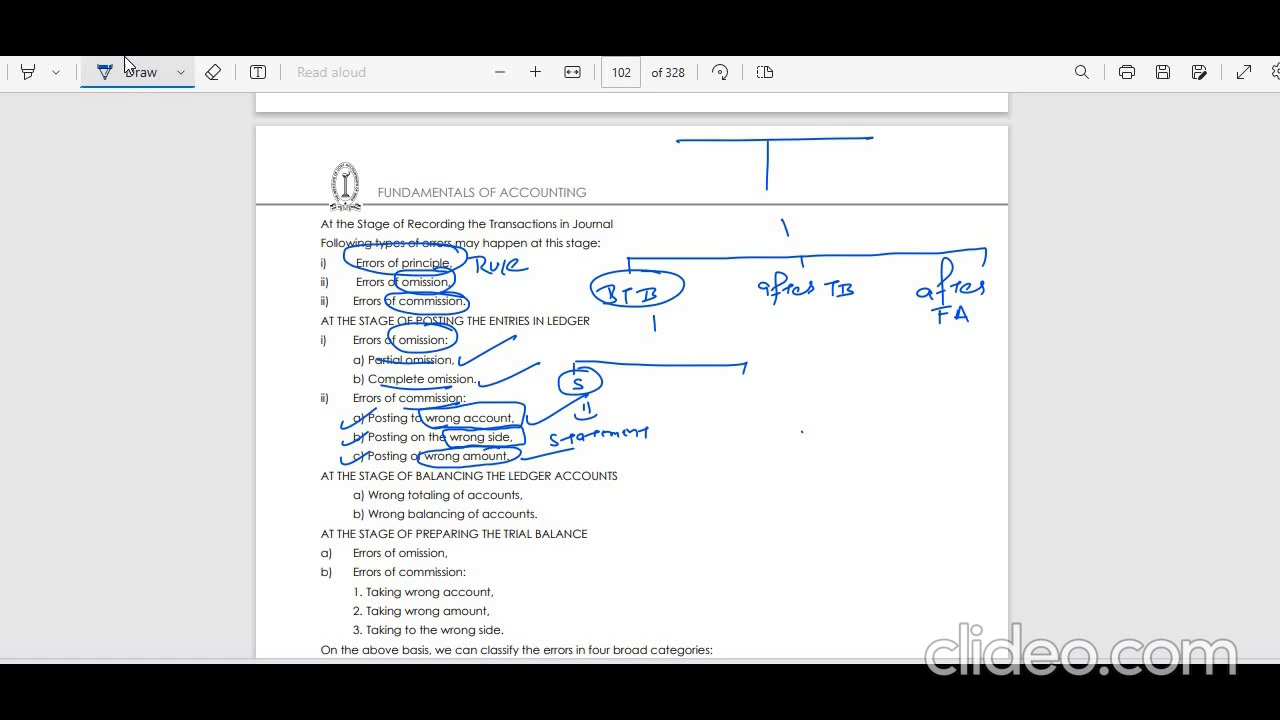 Draw
Read aloud
102 of 328
FUNDAMENTALS OF ACCOUNTING
At the Stage of Recording the Transactions in Journal
Following types of errors may happen at this stage:
i) Errors of principle, Rule
ii) Errors of omission,
ii) Errors of commission.
BTB after TB after FA
AT THE STAGE OF POSTING THE ENTRIES IN LEDGER
i) Errors of omission:
a) Partial omission,
b) Complete omission.
S
ii) Errors of commission:
a) Posting to wrong account,
b) Posting on the wrong side, Statement
c) Posting of wrong amount.
AT THE STAGE OF BALANCING THE LEDGER ACCOUNTS
a) Wrong totaling of accounts,
b) Wrong balancing of accounts.
AT THE STAGE OF PREPARING THE TRIAL BALANCE
a) Errors of omission,
b) Errors of commission:
1. Taking wrong account,
2. Taking wrong amount,
3. Taking to the wrong side.
On the above basis, we can classify the errors in four broad categories:
clideo.com